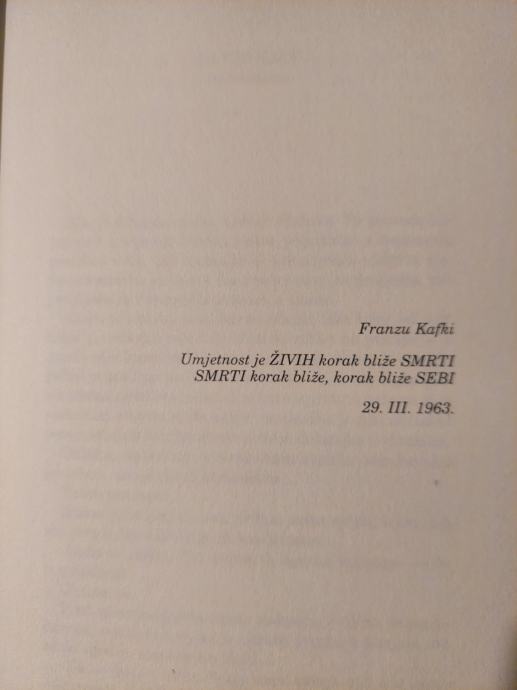 Franzu Kafki
Umjetnost je ŽIVIH korak bliže SMRTI
SMRTI korak bliže, korak bliže SEBI
29. III. 1963.